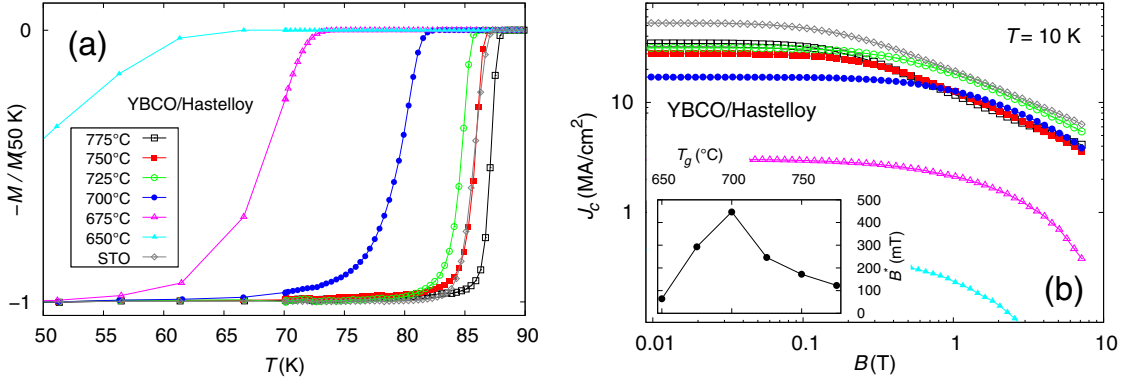 (a)
0
-1
−M / M(50 K)
YBCO/Hastelloy
775°C
750°C
725°C
700°C
675°C
650°C
STO
50 55 60 65 70 75 80 85 90
T(K)
T = 10 K
10
1
Jc (MA/cm2)
YBCO/Hastelloy
Tg (°C)
650 700 750
500
400
300
200
100
0
B* (mT)
(b)
0.01 0.1 1 10
B(T)